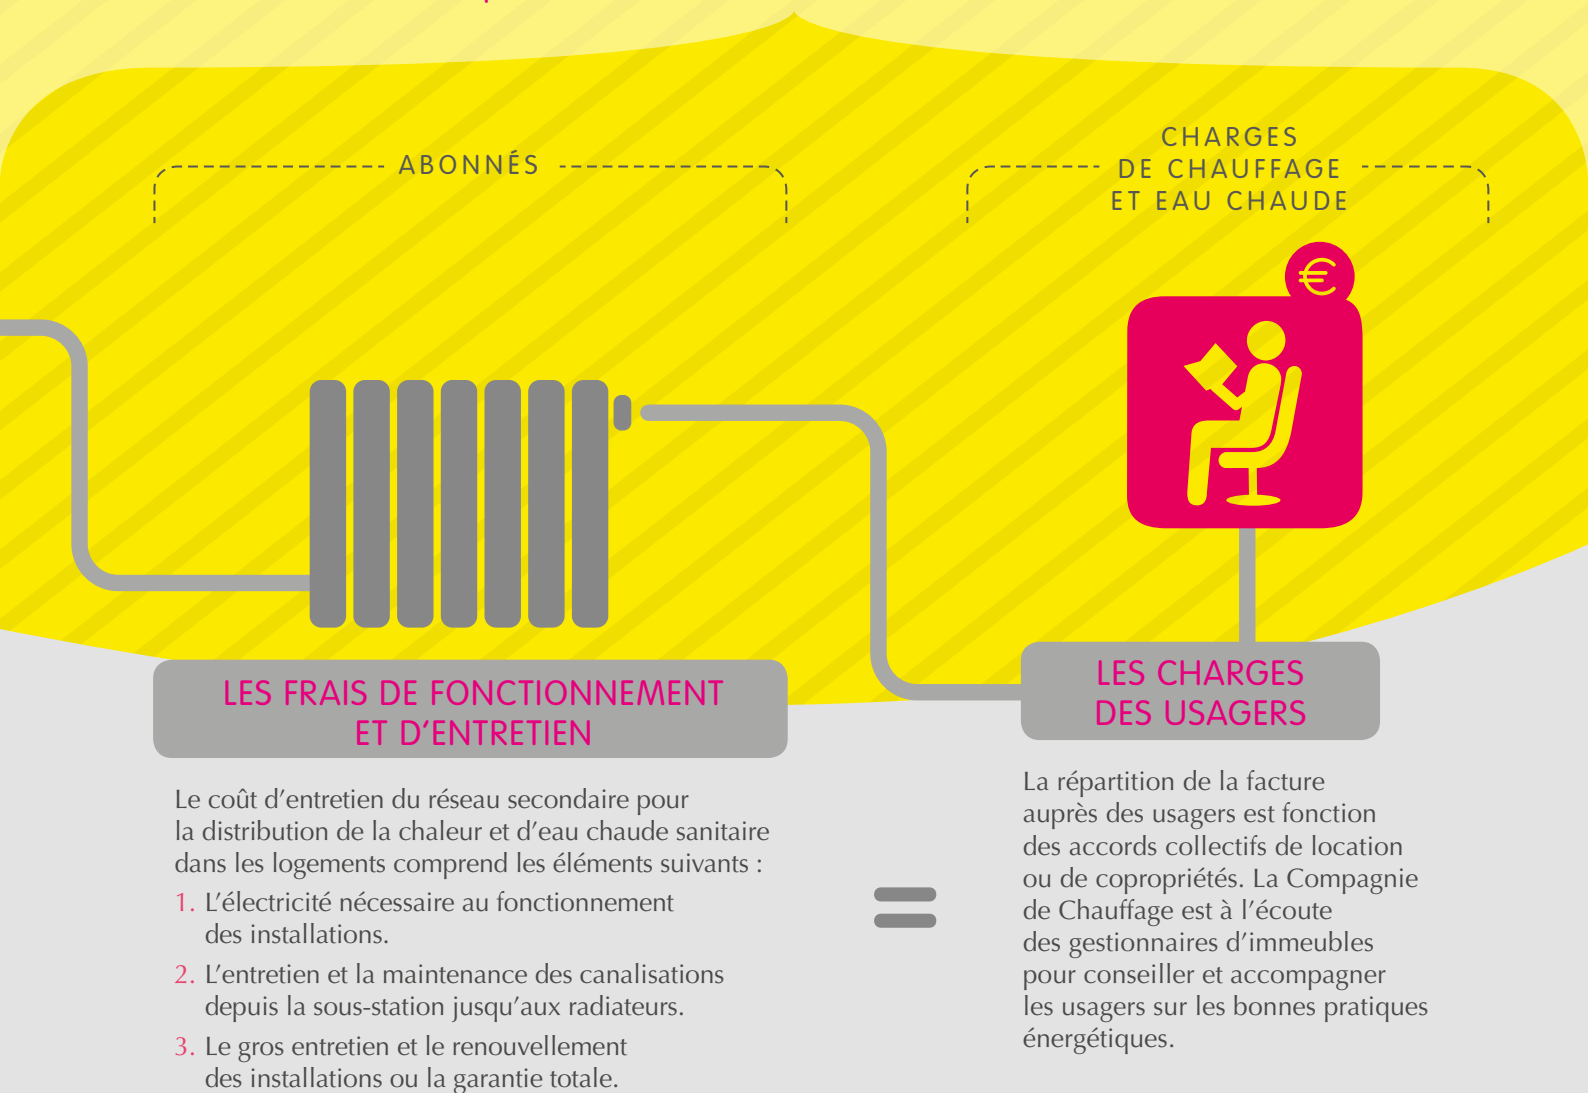 ABONNÉS
CHARGES
DE CHAUFFAGE
ET EAU CHAUDE
€
LES FRAIS DE FONCTIONNEMENT
ET D’ENTRETIEN
Le coût d’entretien du réseau secondaire pour
la distribution de la chaleur et d’eau chaude sanitaire
dans les logements comprend les éléments suivants :
1. L’électricité nécessaire au fonctionnement
des installations.
2. L’entretien et la maintenance des canalisations
depuis la sous-station jusqu’aux radiateurs.
3. Le gros entretien et le renouvellement
des installations ou la garantie totale.
=
LES CHARGES
DES USAGERS
La répartition de la facture
auprès des usagers est fonction
des accords collectifs de location
ou de copropriétés. La Compagnie
de Chauffage est à l’écoute
des gestionnaires d’immeubles
pour conseiller et accompagner
les usagers sur les bonnes pratiques
énergétiques.